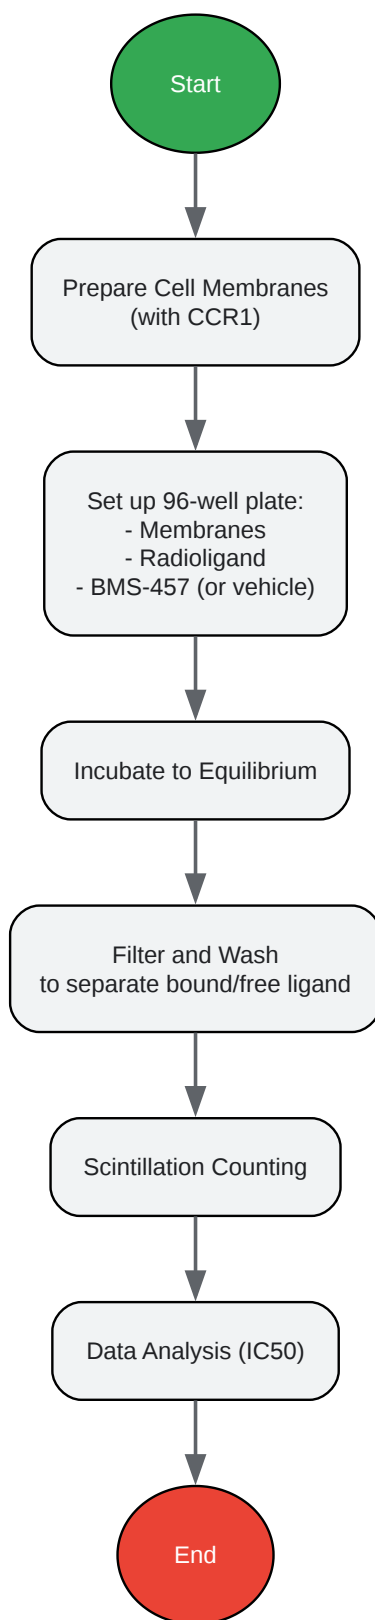 Start
Prepare Cell Membranes
(with CCR1)
Set up 96-well plate:
- Membranes
- Radioligand
- BMS-457 (or vehicle)
Incubate to Equilibrium
Filter and Wash
to separate bound/free ligand
Scintillation Counting
Data Analysis (IC50)
End